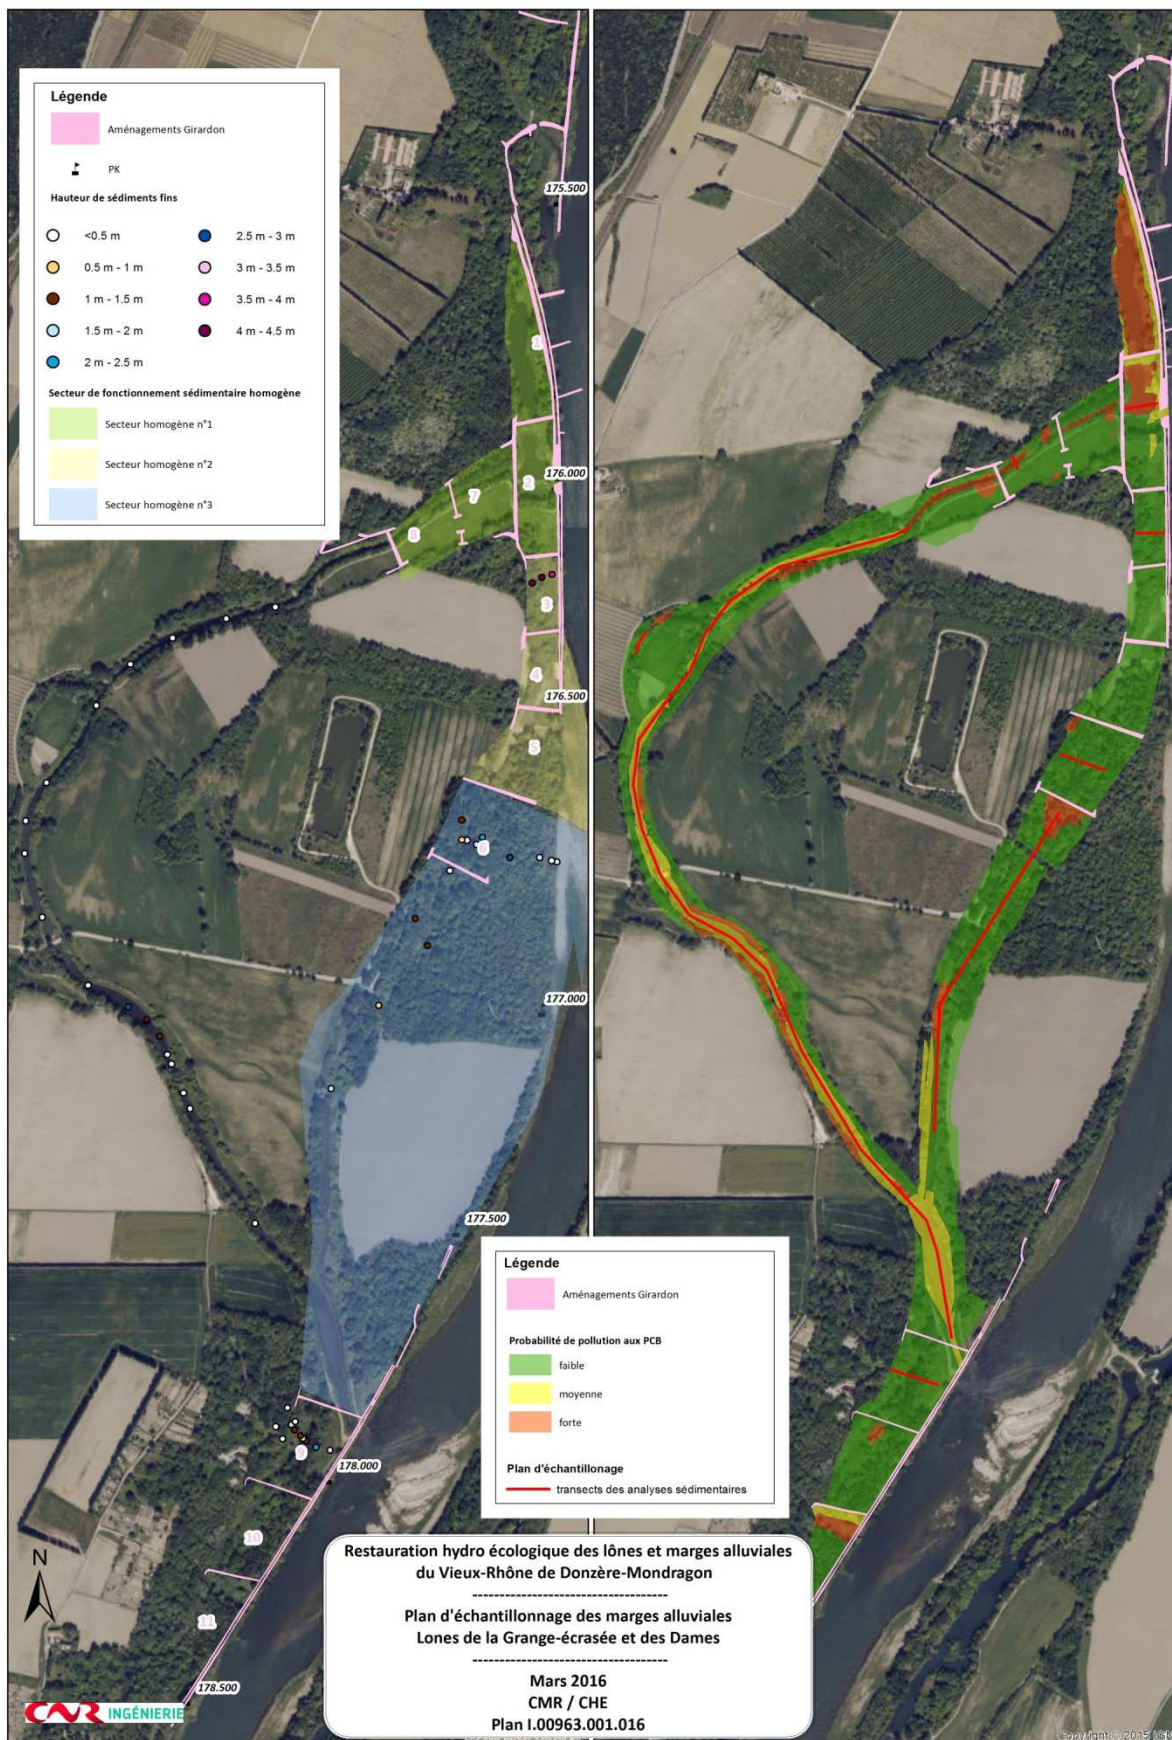 Légende
Aménagements Girardon
PK
Hauteur de sédiments fins
<0.5 m
2.5 m - 3 m
0.5 m - 1 m
3 m - 3.5 m
1 m - 1.5 m
3.5 m - 4 m
1.5 m - 2 m
4 m - 4.5 m
2 m - 2.5 m
Secteur de fonctionnement sédimentaire homogène
Secteur homogène n°1
Secteur homogène n°2
Secteur homogène n°3
175.500
1
176.000
2
7
8
3
4
176.500
5
6
177.000
177.500
9
178.000
10
11
178.500
N
CNR INGÉNIERIE
Légende
Aménagements Girardon
Probabilité de pollution aux PCB
faible
moyenne
forte
Plan d'échantillonage
transects des analyses sédimentaires
Restauration hydro écologique des lônes et marges alluviales
du Vieux-Rhône de Donzère-Mondragon
-----------------------------------
Plan d'échantillonnage des marges alluviales
Lones de la Grange-écrasée et des Dames
-----------------------------------
Mars 2016
CMR / CHE
Plan I.00963.001.016
Copyright © 2015